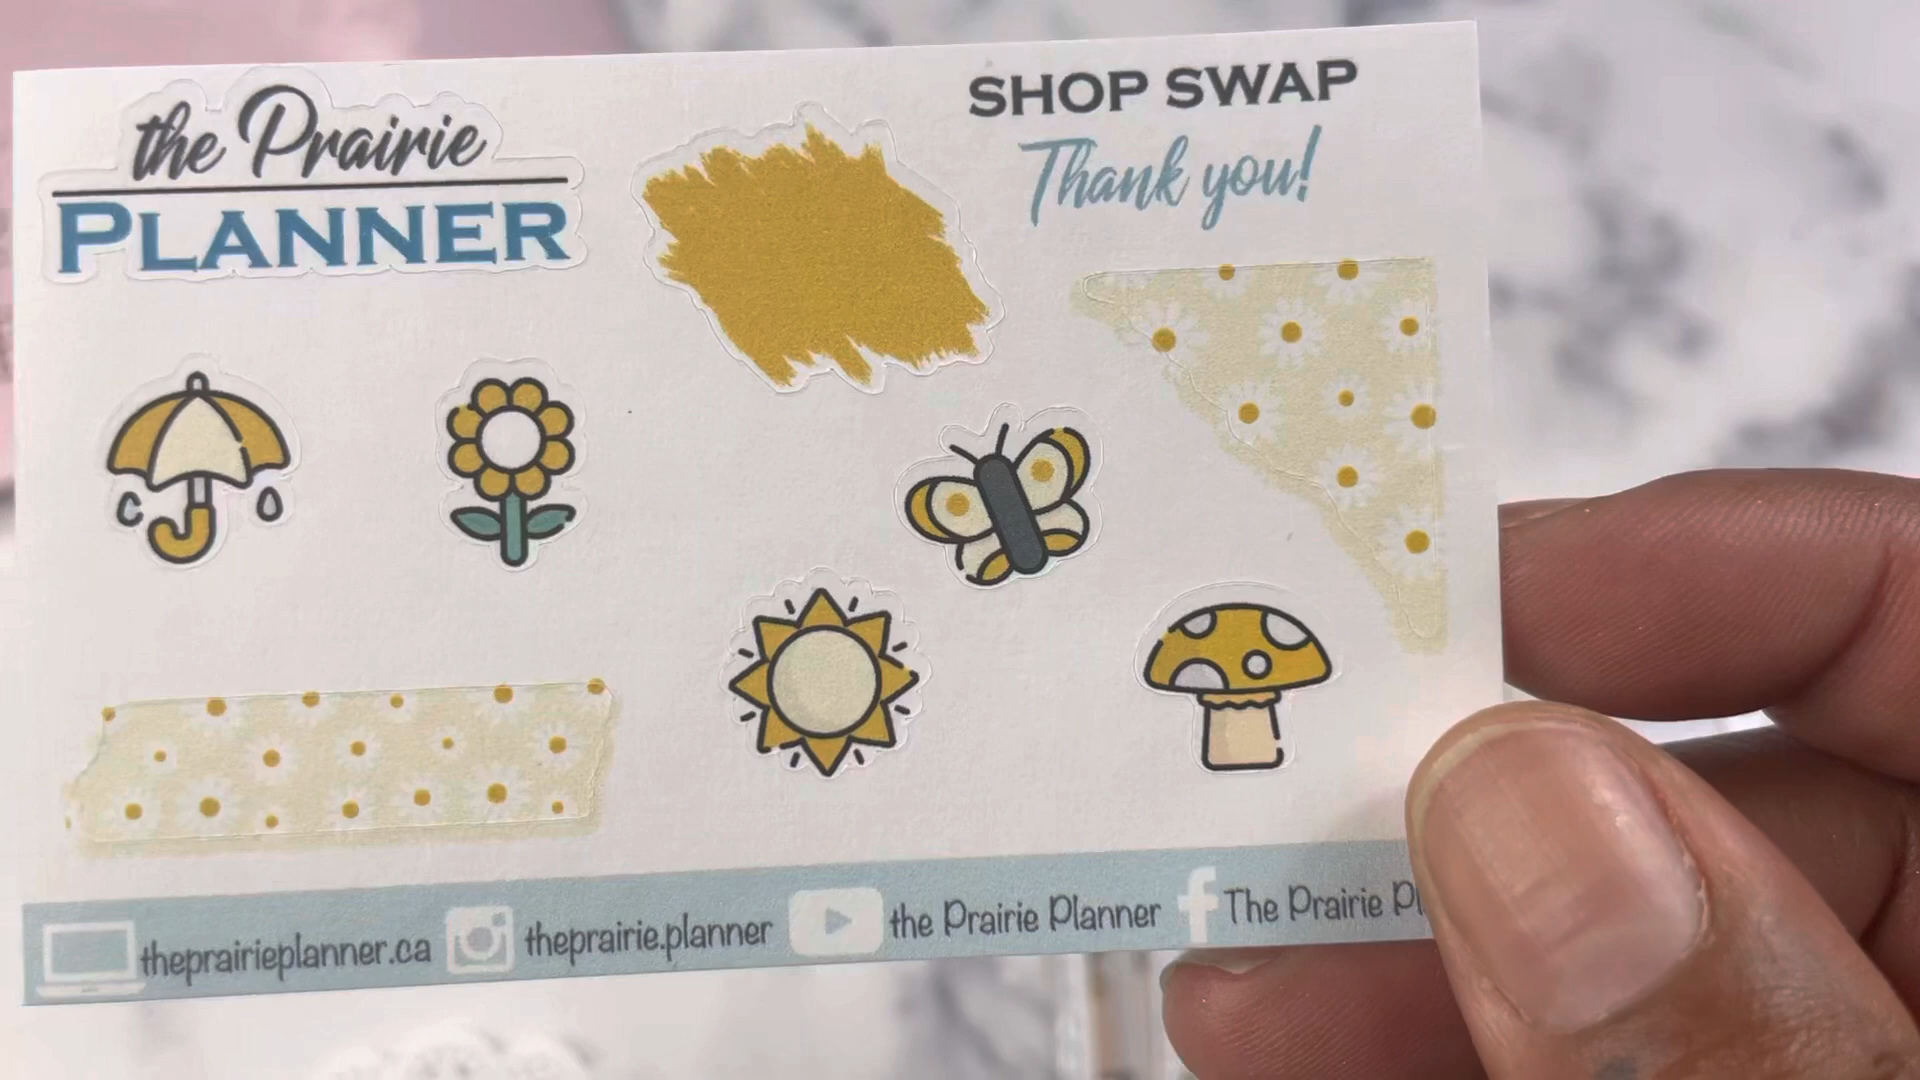 the Prairie
PLANNER
SHOP SWAP
Thank you!
theprairieplanner.ca theprairie.planner the Prairie Planner The Prairie